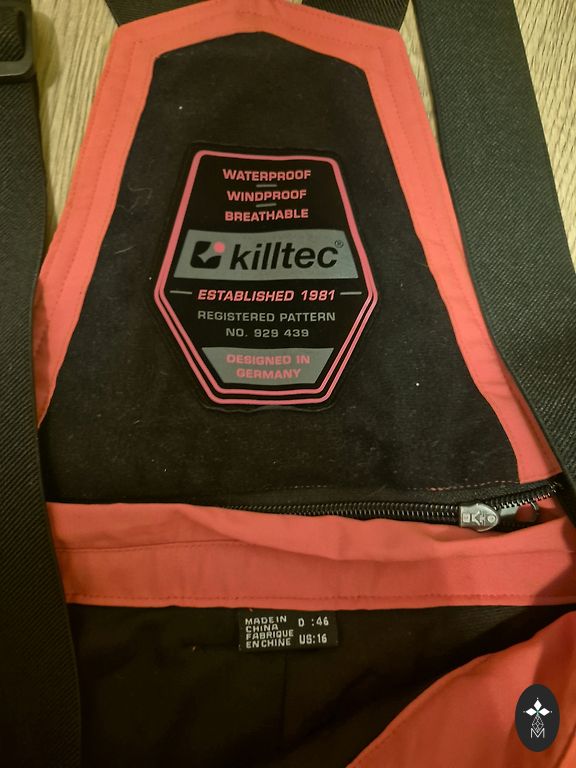 WATERPROOF
WINDPROOF
BREATHABLE
killtec®
ESTABLISHED 1981
REGISTERED PATTERN
NO. 929 439
DESIGNED IN
GERMANY
MADE IN
CHINA
FABRIQUE
EN CHINE
D :46
US:16
M